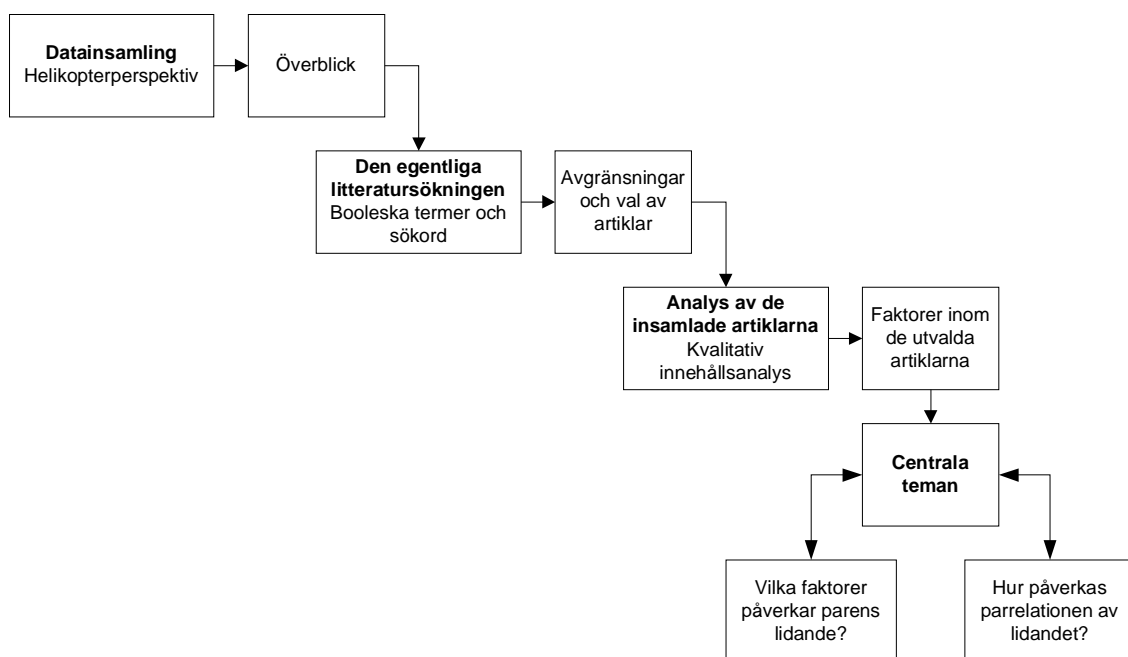 Datainsamling
Helikopterperspektiv
Överblick
Den egentliga
litteratursökningen
Booleska termer och
sökord
Avgränsningar
och val av
artiklar
Analys av de
insamlade artiklarna
Kvalitativ
innehållsanalys
Faktorer inom
de utvalda
artiklarna
Centrala
teman
Vilka faktorer
påverkar parens
lidande?
Hur påverkas
parrelationen av
lidandet?